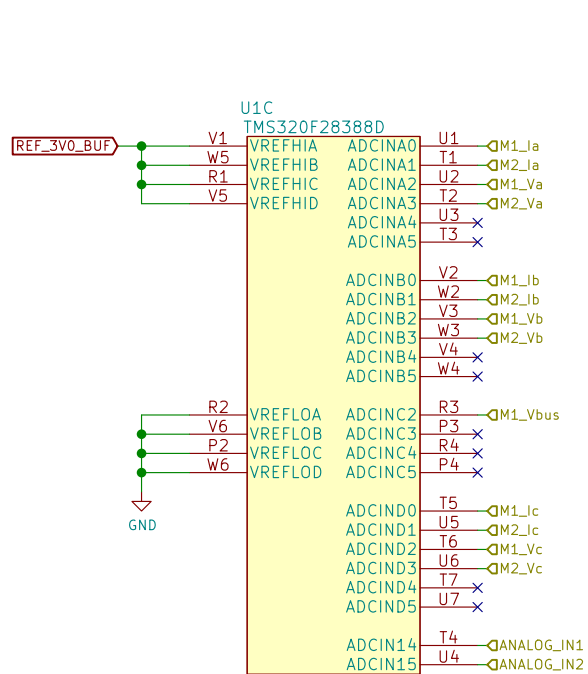 U1C
TMS320F28388D
REF_3V0_BUF V1 VREFHIA ADCINA0 U1 M1_Ia
W5 VREFHIB ADCINA1 T1 M2_Ia
R1 VREFHIC ADCINA2 U2 M1_Va
V5 VREFHID ADCINA3 T2 M2_Va
ADCINA4 U3
ADCINA5 T3
ADCINB0 V2 M1_Ib
ADCINB1 W2 M2_Ib
ADCINB2 V3 M1_Vb
ADCINB3 W3 M2_Vb
ADCINB4 V4
ADCINB5 W4
R2 VREFLOA ADCINC2 R3 M1_Vbus
V6 VREFLOB ADCINC3 P3
P2 VREFLOC ADCINC4 R4
W6 VREFLOD ADCINC5 P4
GND
ADCIND0 T5 M1_Ic
ADCIND1 U5 M2_Ic
ADCIND2 T6 M1_Vc
ADCIND3 U6 M2_Vc
ADCIND4 T7
ADCIND5 U7
ADCIN14 T4 ANALOG_IN1
ADCIN15 U4 ANALOG_IN2